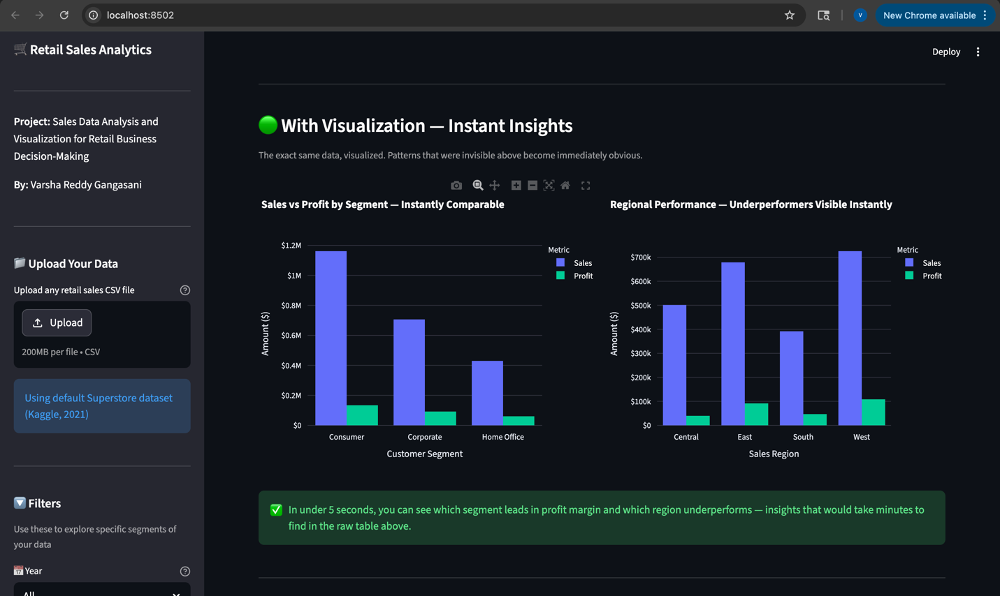 localhost:8502
V
New Chrome available
Retail Sales Analytics
Project: Sales Data Analysis and
Visualization for Retail Business
Decision-Making
By: Varsha Reddy Gangasani
Upload Your Data
Upload any retail sales CSV file
Upload
200MB per file • CSV
Using default Superstore dataset
(Kaggle, 2021)
Filters
Use these to explore specific segments of
your data
Year
All
Deploy
With Visualization — Instant Insights
The exact same data, visualized. Patterns that were invisible above become immediately obvious.
Sales vs Profit by Segment — Instantly Comparable
Amount ($)
$1.2M
$1M
$0.8M
$0.6M
$0.4M
$0.2M
$0
Consumer
Corporate
Home Office
Customer Segment
Metric
Sales
Profit
Regional Performance — Underperformers Visible Instantly
Amount ($)
$700k
$600k
$500k
$400k
$300k
$200k
$100k
$0
Central
East
South
West
Sales Region
Metric
Sales
Profit
In under 5 seconds, you can see which segment leads in profit margin and which region underperforms — insights that would take minutes to
find in the raw table above.